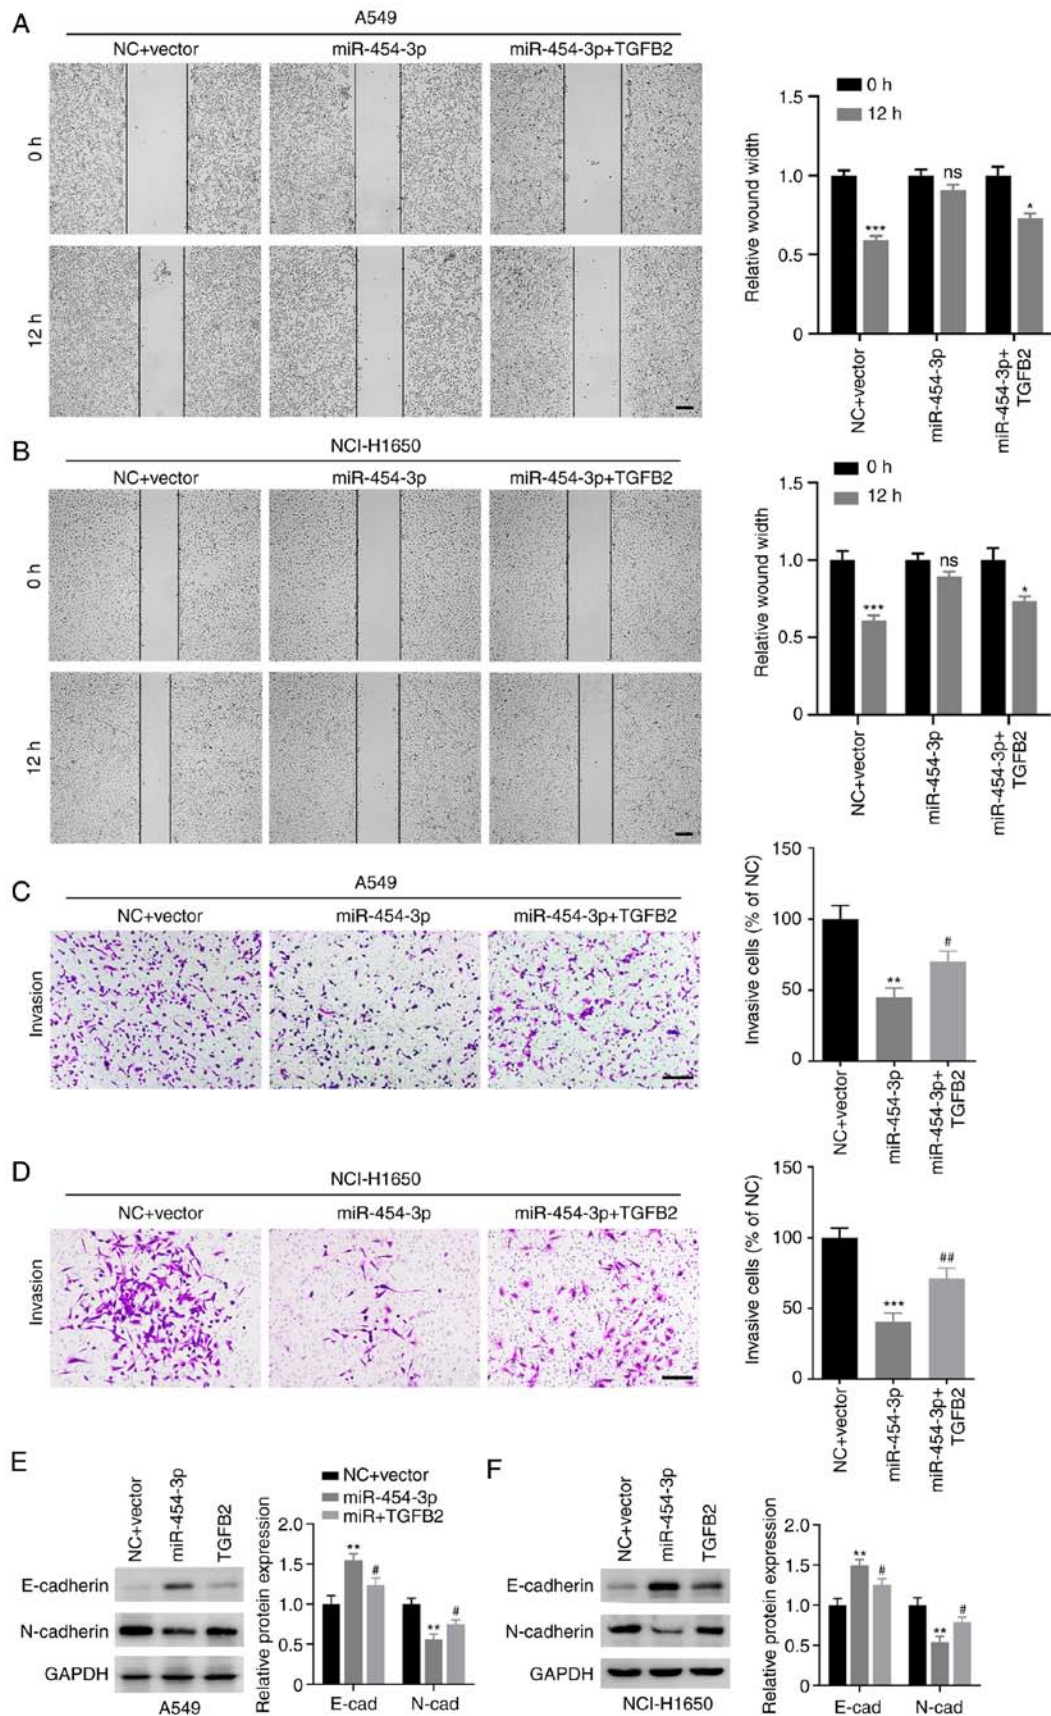 A
A549
NC+vector
miR-454-3p
miR-454-3p+TGFB2
0 h
12 h
0 h
12 h
Relative wound width
1.5
1.0
0.5
0
***
ns
*
NC+vector
miR-454-3p
miR-454-3p+
TGFB2
B
NCI-H1650
NC+vector
miR-454-3p
miR-454-3p+TGFB2
0 h
12 h
0 h
12 h
Relative wound width
1.5
1.0
0.5
0
***
ns
*
NC+vector
miR-454-3p
miR-454-3p+
TGFB2
C
A549
NC+vector
miR-454-3p
miR-454-3p+TGFB2
Invasion
Invasive cells (% of NC)
150
100
50
0
**
#
NC+vector
miR-454-3p
miR-454-3p+
TGFB2
D
NCI-H1650
NC+vector
miR-454-3p
miR-454-3p+TGFB2
Invasion
Invasive cells (% of NC)
150
100
50
0
***
##
NC+vector
miR-454-3p
miR-454-3p+
TGFB2
E
NC+vector
miR-454-3p
TGFB2
E-cadherin
N-cadherin
GAPDH
A549
NC+vector
miR-454-3p
miR+TGFB2
Relative protein expression
2.0
1.5
1.0
0.5
0
**
#
**
#
E-cad
N-cad
F
NC+vector
miR-454-3p
TGFB2
E-cadherin
N-cadherin
GAPDH
NCI-H1650
Relative protein expression
2.0
1.5
1.0
0.5
0
**
#
**
#
E-cad
N-cad